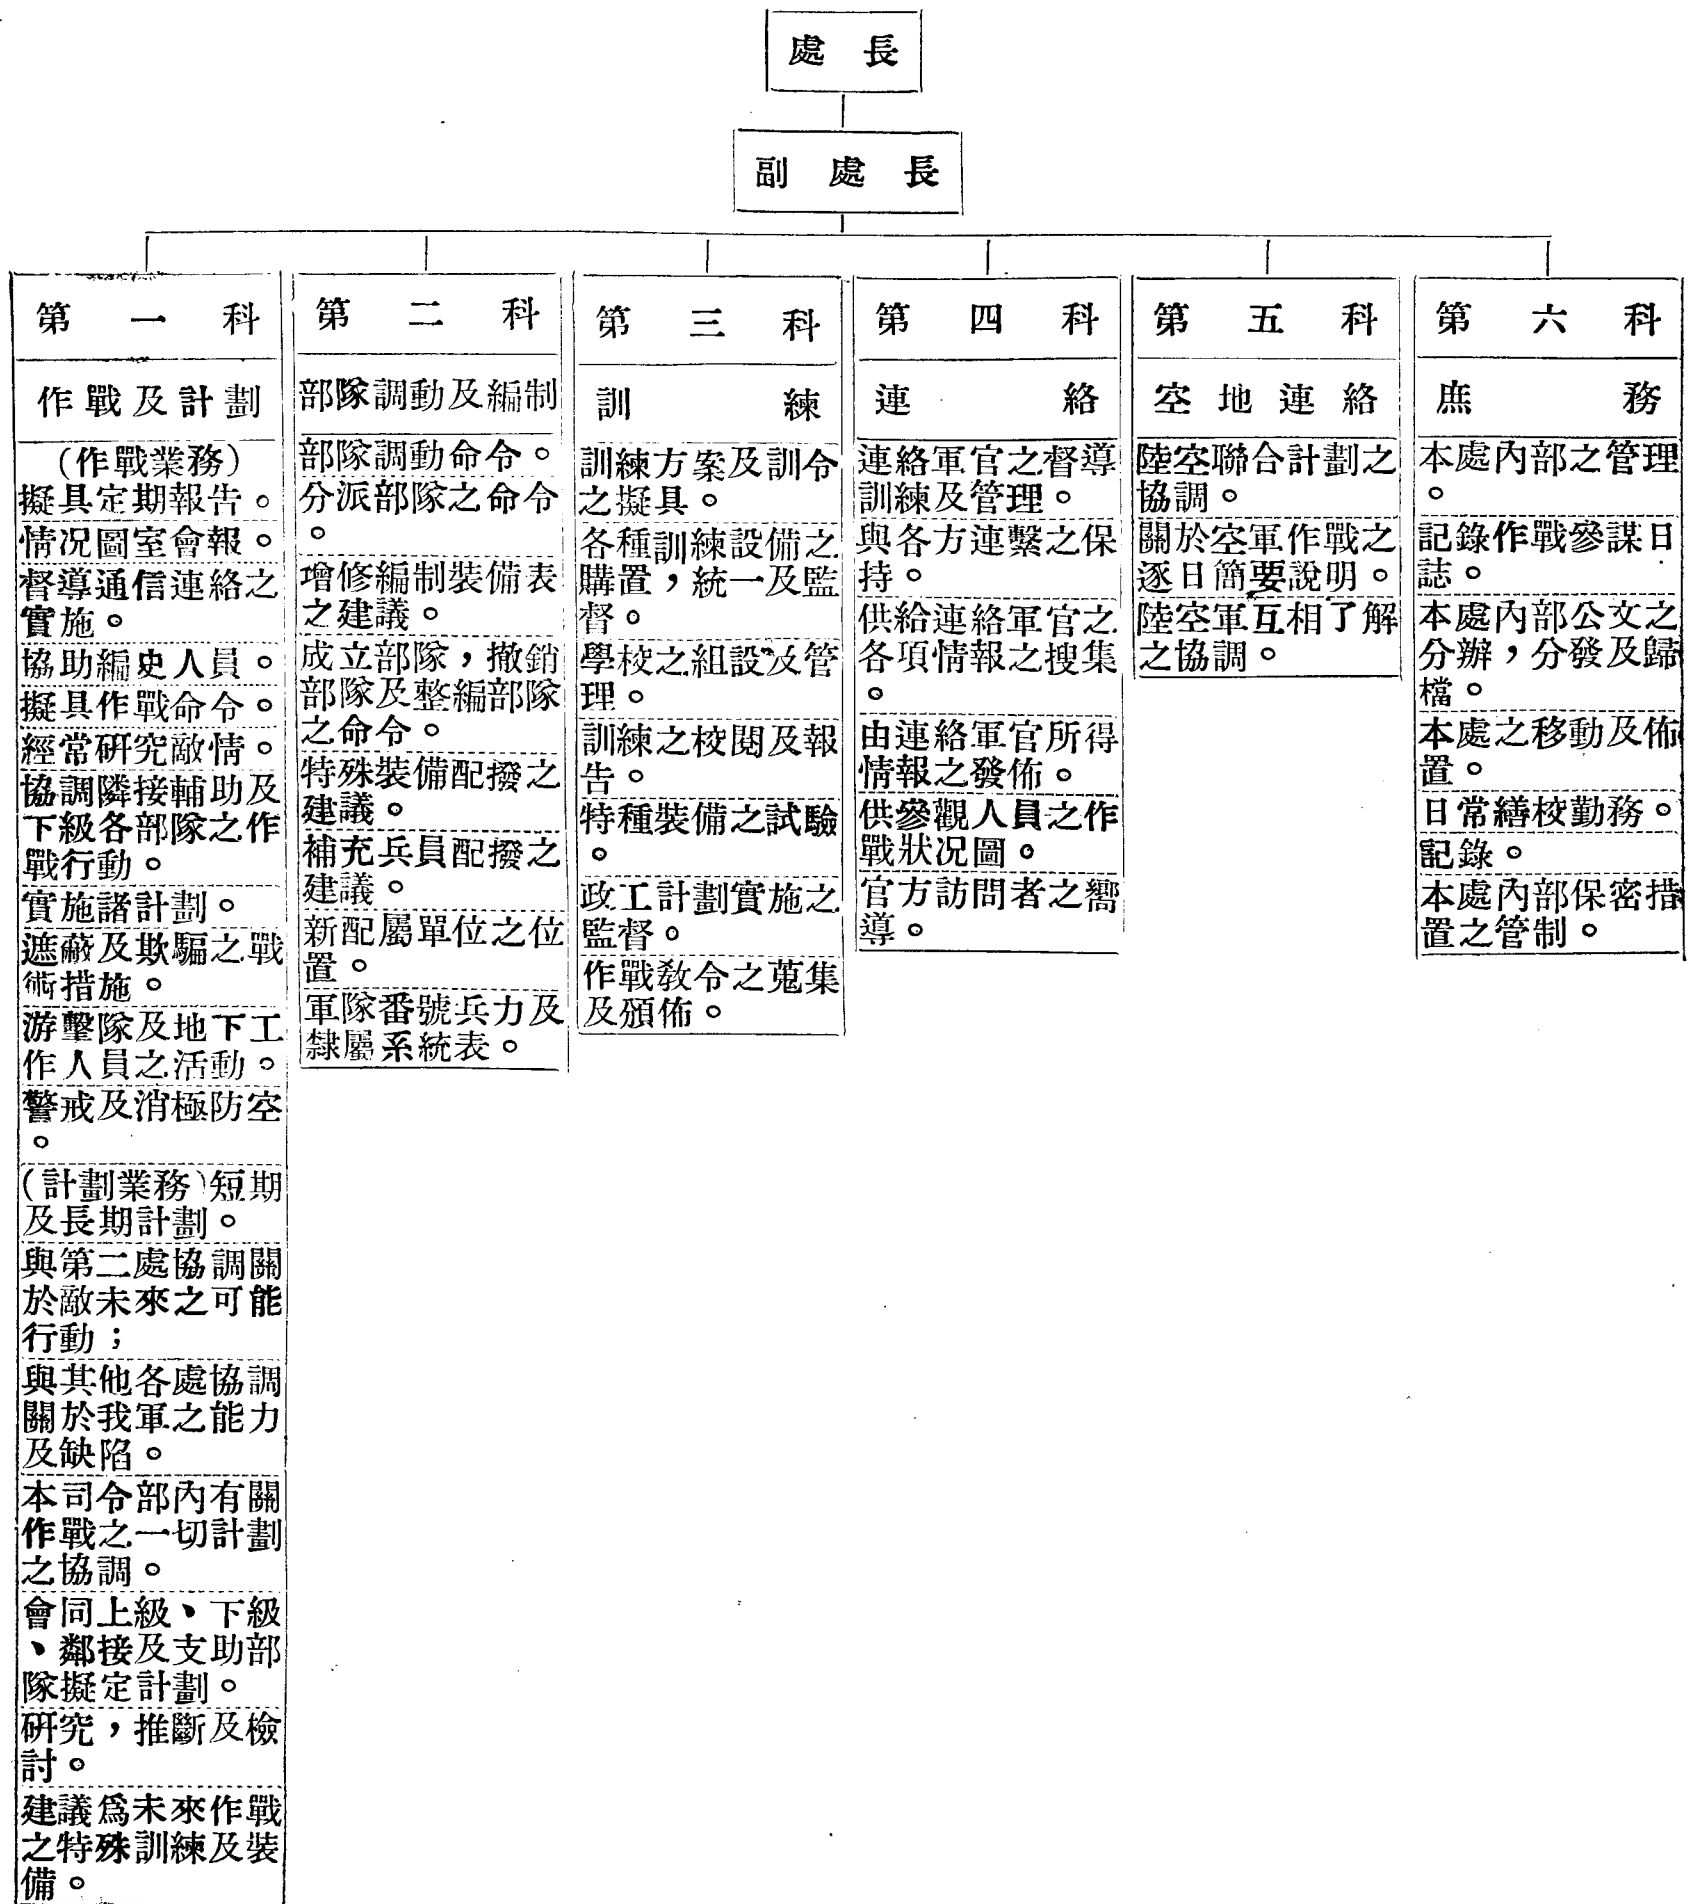 處長
副處長
第一科
作戰及計劃
(作戰業務)
擬具定期報告。
情况圖室會報。
督導通信連絡之
實施。
協助編史人員。
擬具作戰命令。
經常研究敵情。
協調隣接輔助及
下級各部隊之作
戰行動。
實施諸計劃。
遮蔽及欺騙之戰
術措施。
游擊隊及地下工
作人員之活動。
警戒及消極防空
。
(計劃業務)短期
及長期計劃。
與第二處協調關
於敵未來之可能
行動；
與其他各處協調
關於我軍之能力
及缺陷。
本司令部內有關
作戰之一切計劃
之協調。
會同上級、下級
、鄰接及支助部
隊擬定計劃。
研究，推斷及檢
討。
建議爲未來作戰
之特殊訓練及裝
備。
第二科
部隊調動及編制
部隊調動命令。
分派部隊之命令
。
增修編制裝備表
之建議。
成立部隊，撤銷
部隊及整編部隊
之命令。
特殊裝備配撥之
建議。
補充兵員配撥之
建議。
新配屬單位之位
置。
軍隊番號兵力及
隸屬系統表。
第三科
訓練
訓練方案及訓令
之擬具。
各種訓練設備之
購置，統一及監
督。
學校之組設及管
理。
訓練之校閱及報
告。
特種裝備之試驗
。
政工計劃實施之
監督。
作戰敎令之蒐集
及頒佈。
第四科
連絡
連絡軍官之督導
訓練及管理。
與各方連繫之保
持。
供給連絡軍官之
各項情報之搜集
。
由連絡軍官所得
情報之發佈。
供參觀人員之作
戰狀况圖。
官方訪問者之嚮
導。
第五科
空地連絡
陸空聯合計劃之
協調。
關於空軍作戰之
逐日簡要說明。
陸空軍互相了解
之協調。
第六科
庶務
本處內部之管理
。
記錄作戰參謀日
誌。
本處內部公文之
分辦，分發及歸
檔。
本處之移動及佈
置。
日常繕校勤務。
記錄。
本處內部保密措
置之管制。